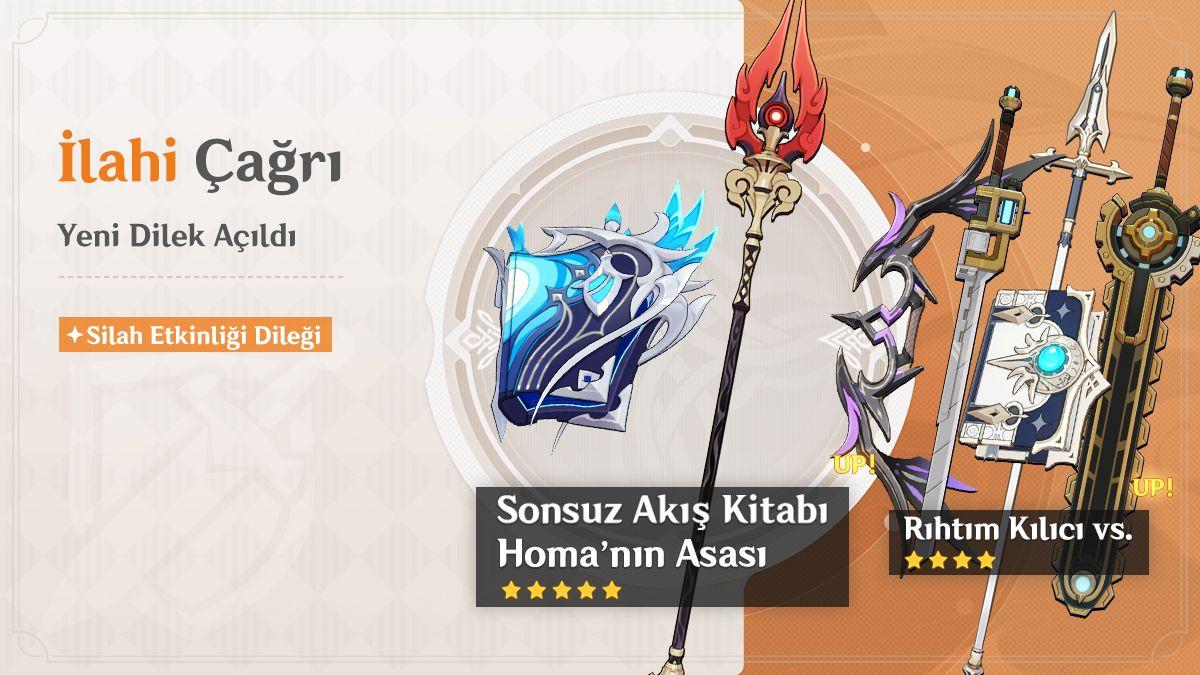 İlahi Çağrı
Yeni Dilek Açıldı
✦Silah Etkinliği Dileği
Sonsuz Akış Kitabı
Homa'nın Asası
UP!
UP!
Rıhtım Kılıcı vs.